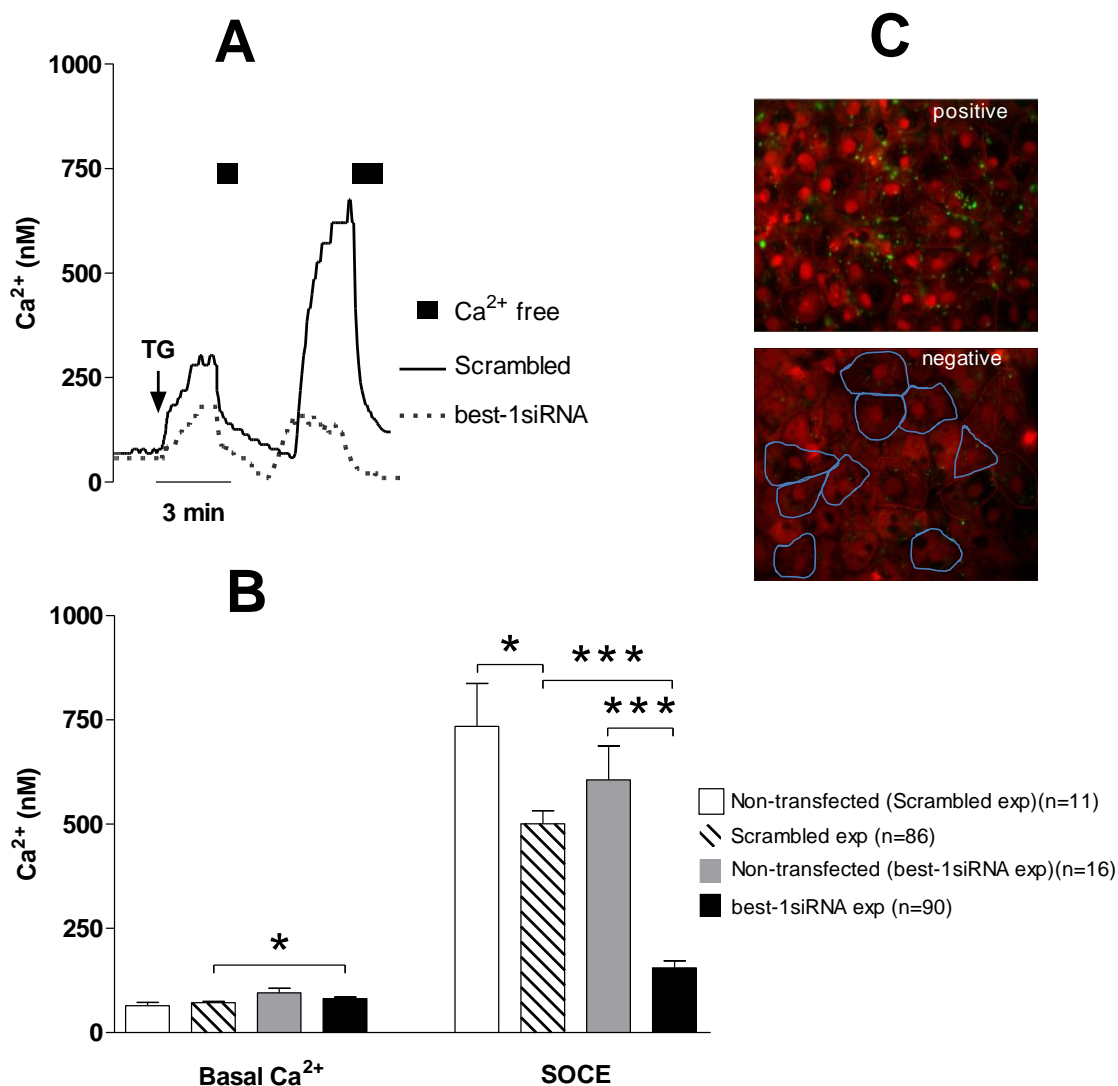 A
C
1000
750
500
250
0
Ca²⁺ (nM)
TG
3 min
Ca²⁺ free
Scrambled
best-1siRNA
positive
negative
B
1000
750
500
250
0
Ca²⁺ (nM)
*
***
***
*
Basal Ca²⁺
SOCE
Non-transfected (Scrambled exp)(n=11)
Scrambled exp (n=86)
Non-transfected (best-1siRNA exp)(n=16)
best-1siRNA exp (n=90)